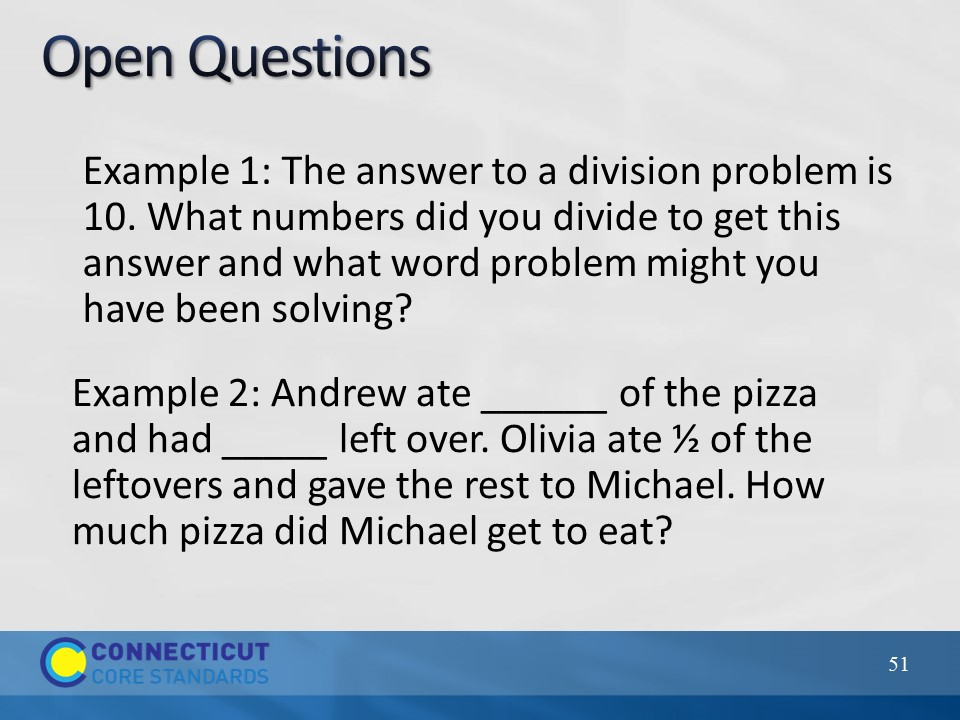 Open Questions
Example 1: The answer to a division problem is
10. What numbers did you divide to get this
answer and what word problem might you
have been solving?
Example 2: Andrew ate ______ of the pizza
and had _____ left over. Olivia ate ½ of the
leftovers and gave the rest to Michael. How
much pizza did Michael get to eat?
CONNECTICUT
CORE STANDARDS
51